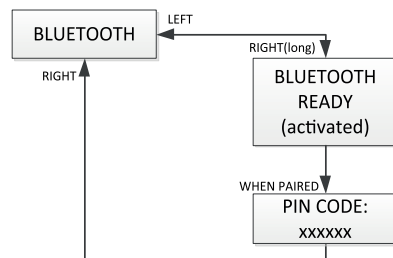 BLUETOOTH
LEFT
RIGHT(long)
RIGHT
BLUETOOTH
READY
(activated)
WHEN PAIRED
PIN CODE:
xxxxxx